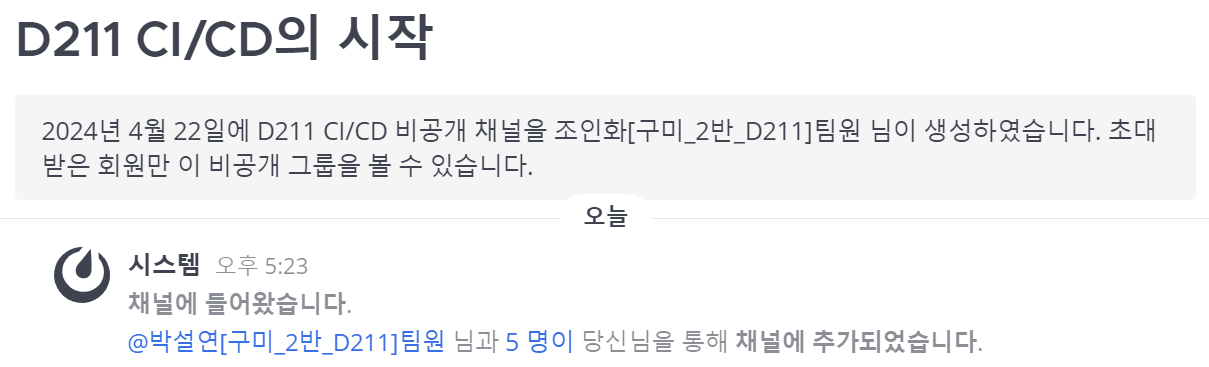 D211 CI/CD의 시작
2024년 4월 22일에 D211 CI/CD 비공개 채널을 조인화[구미_2반_D211]팀원 님이 생성하였습니다. 초대
받은 회원만 이 비공개 그룹을 볼 수 있습니다.
오늘
시스템 오후 5:23
채널에 들어왔습니다.
@박설연[구미_2반_D211]팀원 님과 5 명이 당신님을 통해 채널에 추가되었습니다.